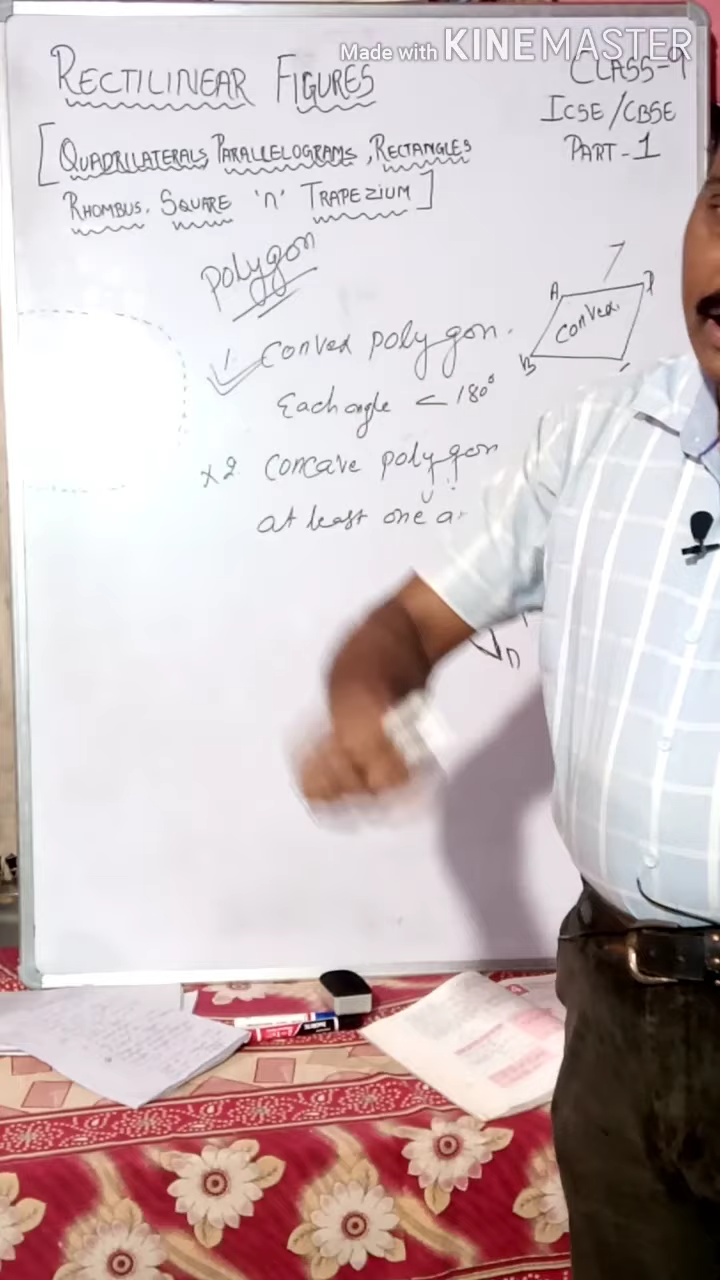 Made with KINEMASTER
RECTILINEAR FIGURES
CLASS-9
ICSE/CBSE
PART-1
[QUADRILATERALS, PARALLELOGRAMS, RECTANGLES
RHOMBUS, SQUARE 'n' TRAPEZIUM]
polygon
1. Convex polygon.
Each angle < 180°
A D
convex
B
x 2. Concave polygon
at least one a
D